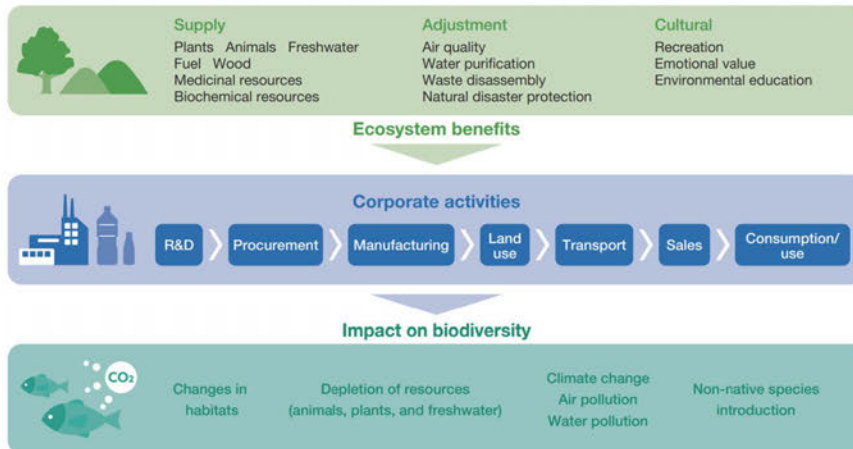 Supply
Plants Animals Freshwater
Fuel Wood
Medicinal resources
Biochemical resources
Adjustment
Air quality
Water purification
Waste disassembly
Natural disaster protection
Cultural
Recreation
Emotional value
Environmental education
Ecosystem benefits
Corporate activities
R&D
Procurement
Manufacturing
Land
use
Transport
Sales
Consumption/
use
Impact on biodiversity
CO2
Changes in
habitats
Depletion of resources
(animals, plants, and freshwater)
Climate change
Air pollution
Water pollution
Non-native species
introduction